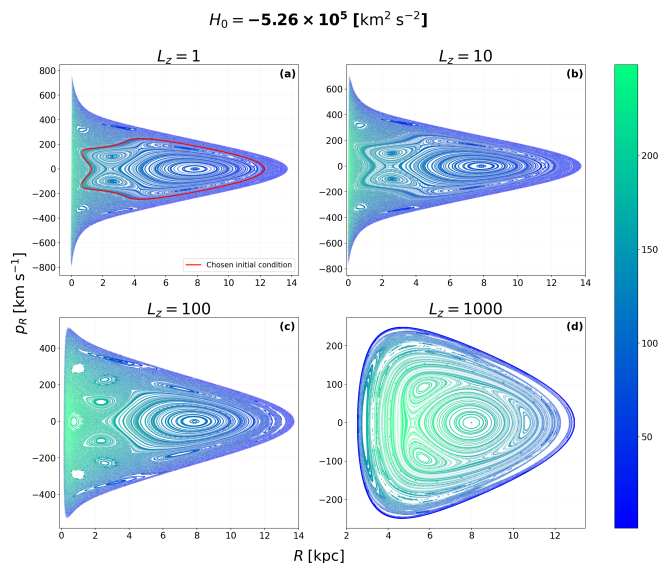 H₀ = −5.26 × 10⁵ [km² s⁻²]
L_z = 1
L_z = 10
(a)
(b)
800
600
400
200
0
−200
−400
−600
−800
0 2 4 6 8 10 12 14
Chosen initial condition
600
400
200
0
−200
−400
−600
−800
0 2 4 6 8 10 12 14
L_z = 100
L_z = 1000
(c)
(d)
400
200
0
−200
−400
0 2 4 6 8 10 12 14
200
100
0
−100
−200
2 4 6 8 10 12
200
150
100
50
p_R [km s⁻¹]
R [kpc]